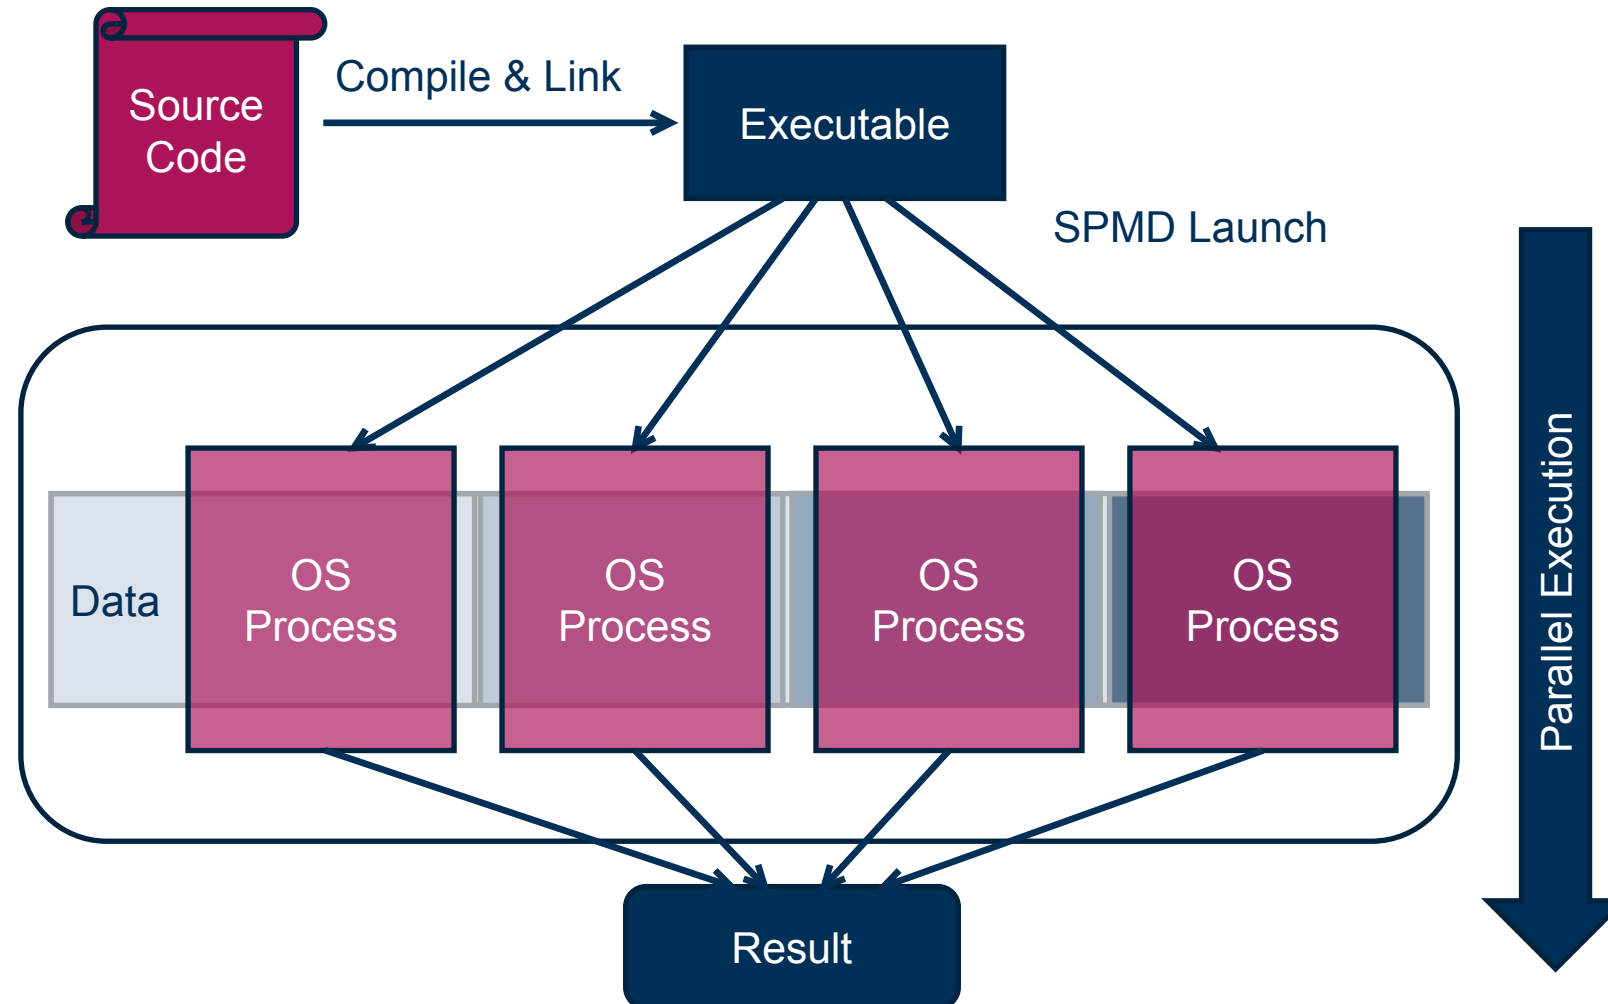 Source
Code
Compile & Link
Executable
SPMD Launch
Data
OS
Process
OS
Process
OS
Process
OS
Process
Parallel Execution
Result